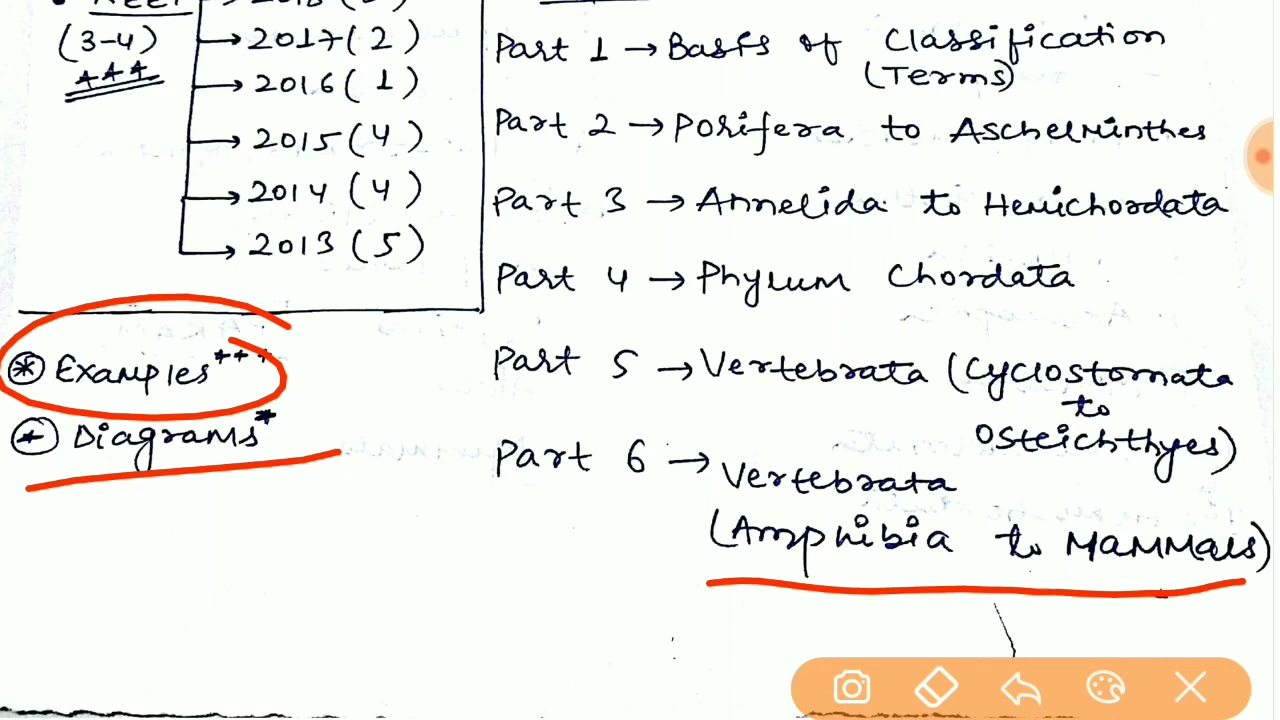 NEET
(3-4)
***
2017 (2)
2016 (1)
2015 (4)
2014 (4)
2013 (5)
* Examples***
* Diagrams*
Part 1 → Basis of Classification
(Terms)
Part 2 → Porifera to Aschelminthes
Part 3 → Annelida to Hemichordata
Part 4 → Phylum Chordata
Part 5 → Vertebrata (Cyclostomata
to
Osteichthyes)
Part 6 → Vertebrata
(Amphibia to Mammals)